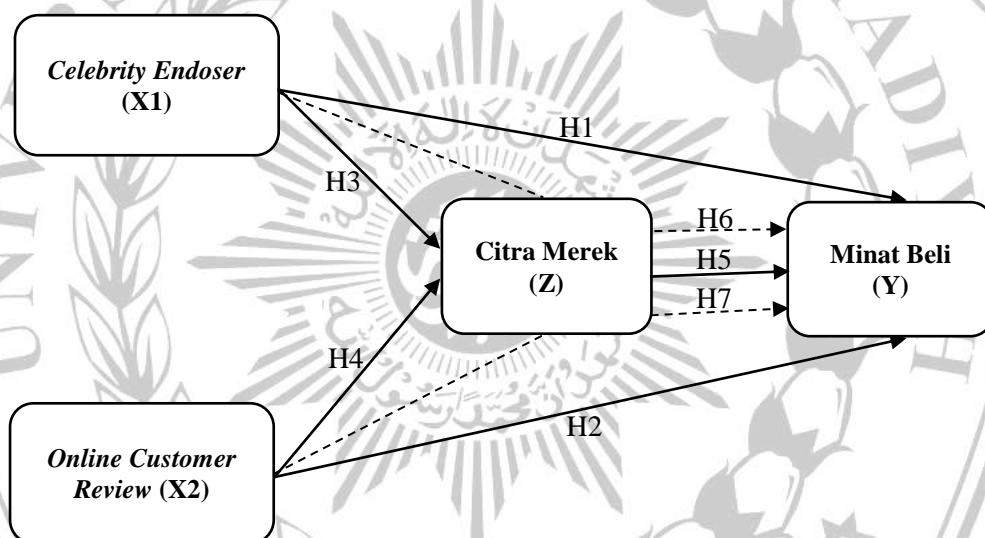 Celebrity Endoser
(X1)
H1
H3
Citra Merek
(Z)
H6
H5
H7
Minat Beli
(Y)
H4
H2
Online Customer
Review (X2)